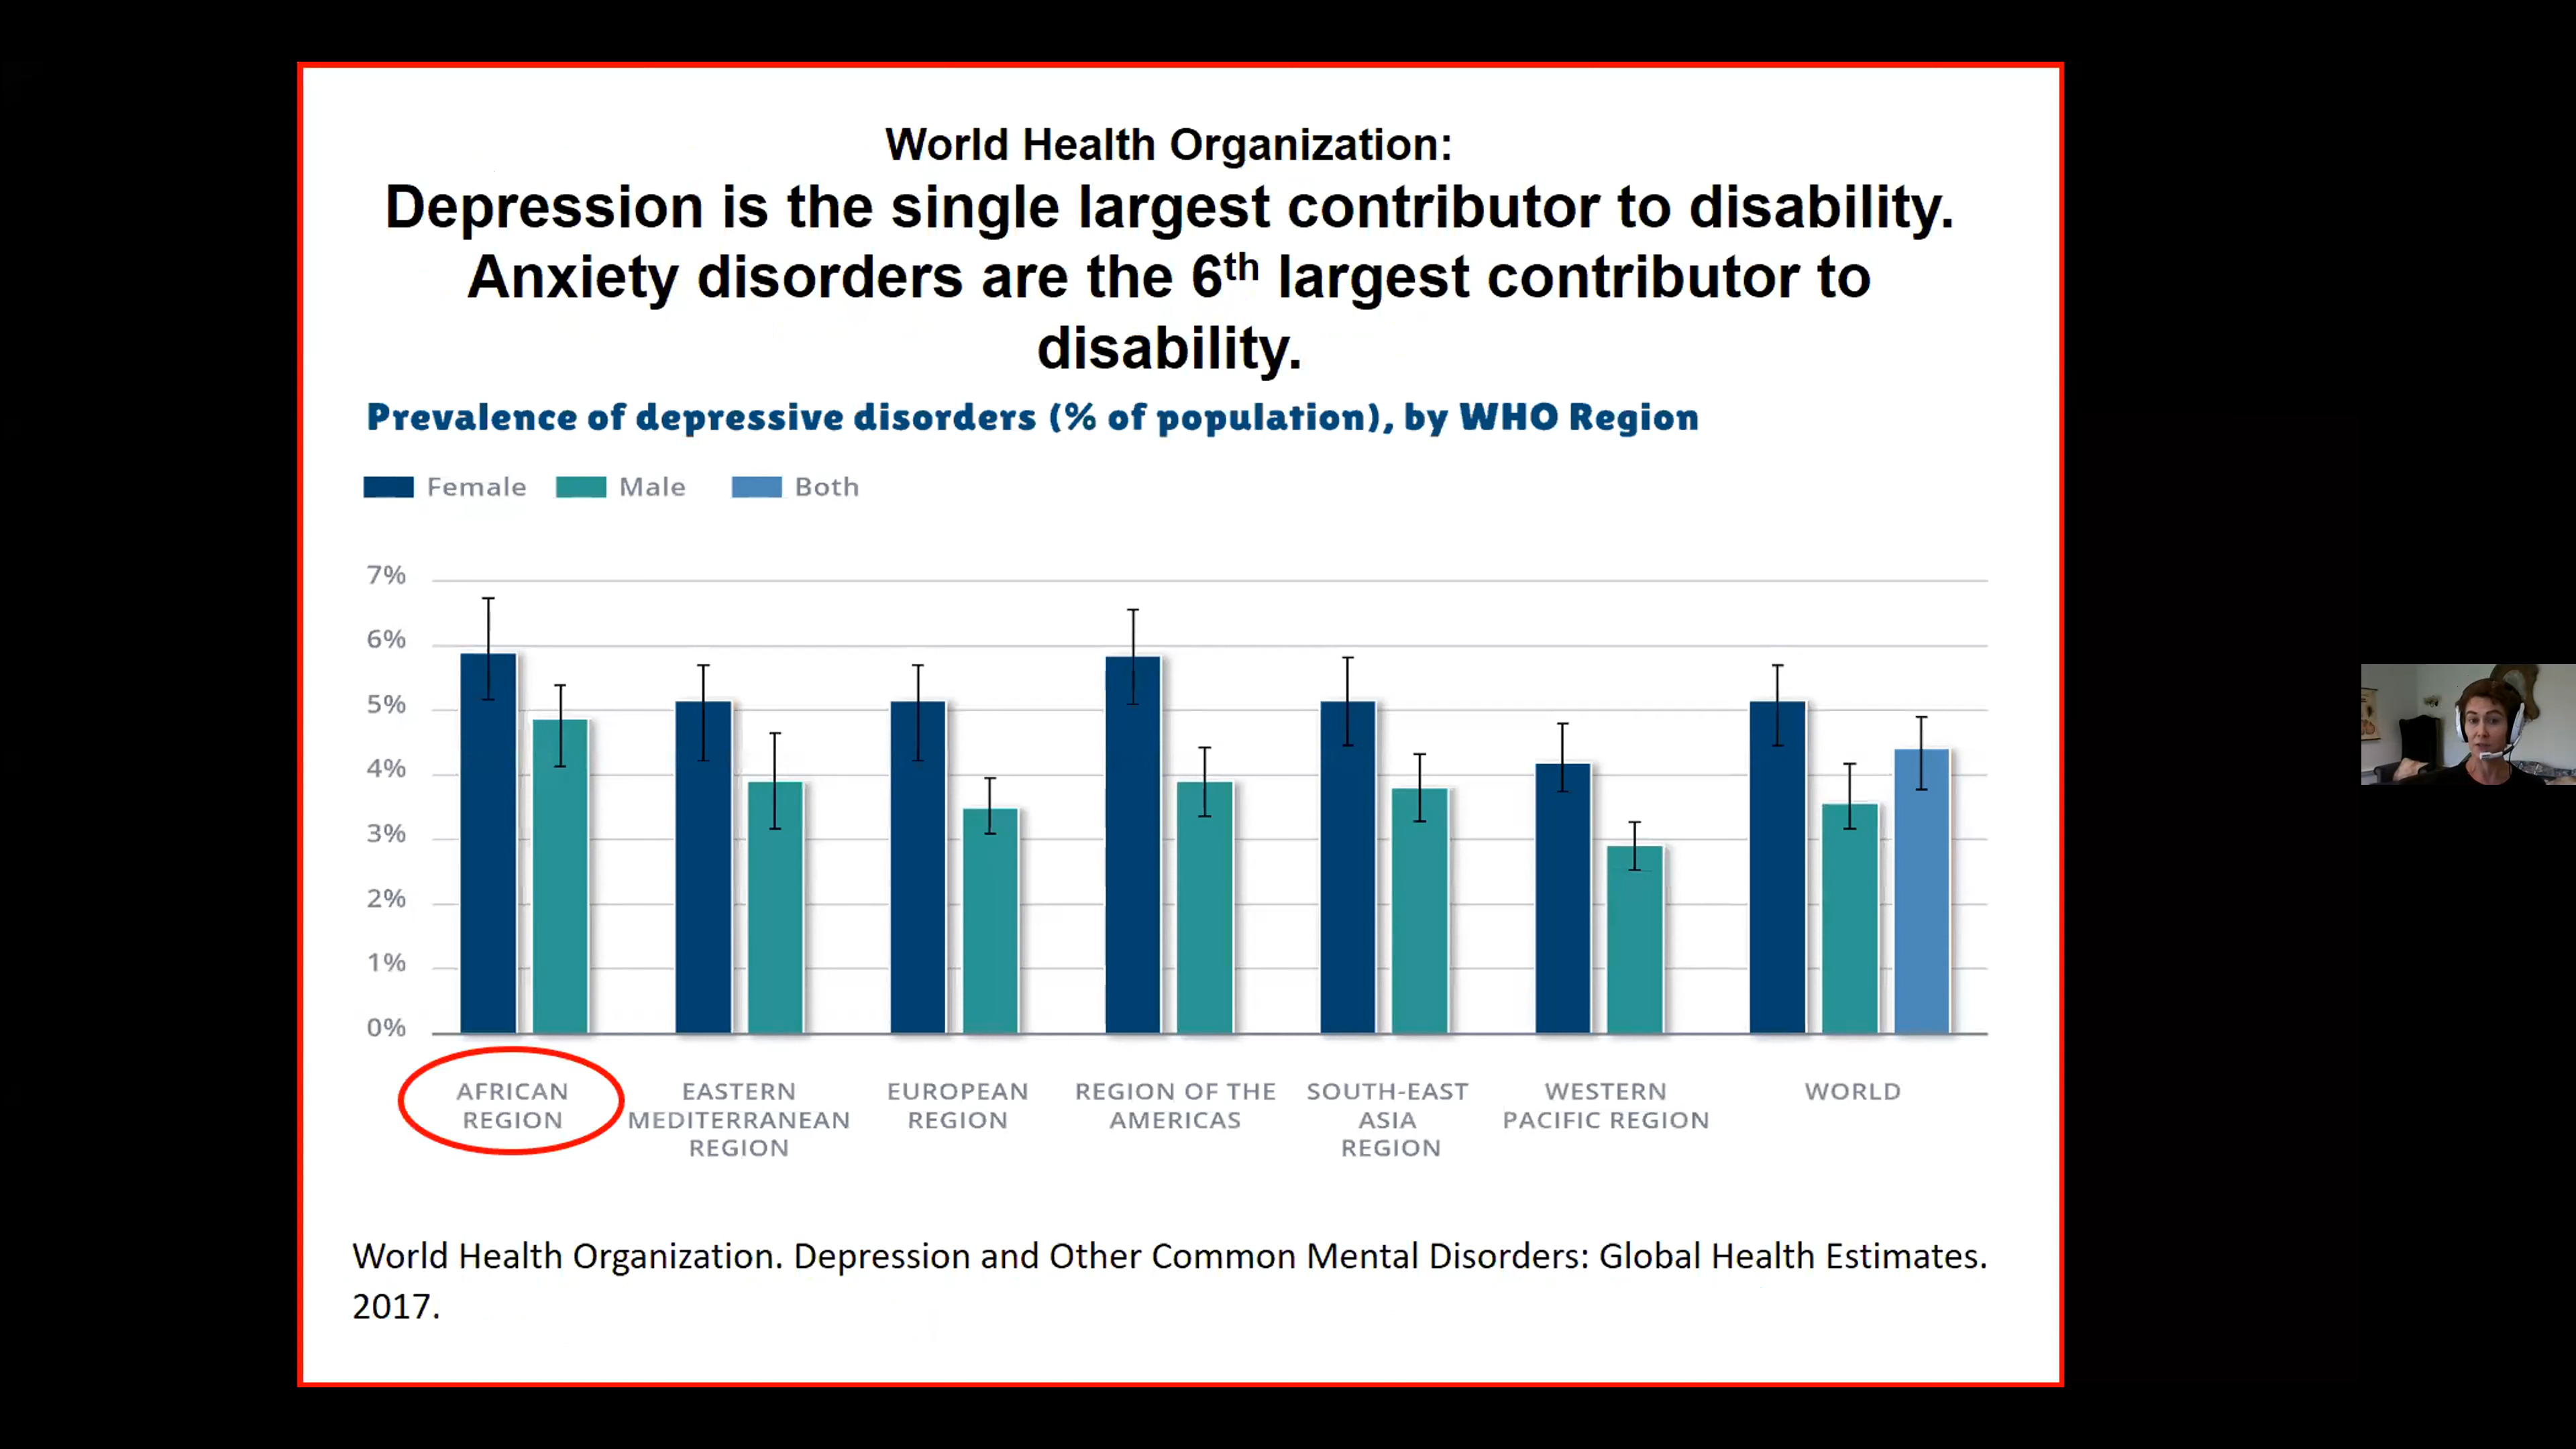 World Health Organization:
Depression is the single largest contributor to disability.
Anxiety disorders are the 6th largest contributor to
disability.
Prevalence of depressive disorders (% of population), by WHO Region
Female Male Both
7%
6%
5%
4%
3%
2%
1%
0%
AFRICAN
REGION
EASTERN
MEDITERRANEAN
REGION
EUROPEAN
REGION
REGION OF THE
AMERICAS
SOUTH-EAST
ASIA
REGION
WESTERN
PACIFIC REGION
WORLD
World Health Organization. Depression and Other Common Mental Disorders: Global Health Estimates.
2017.